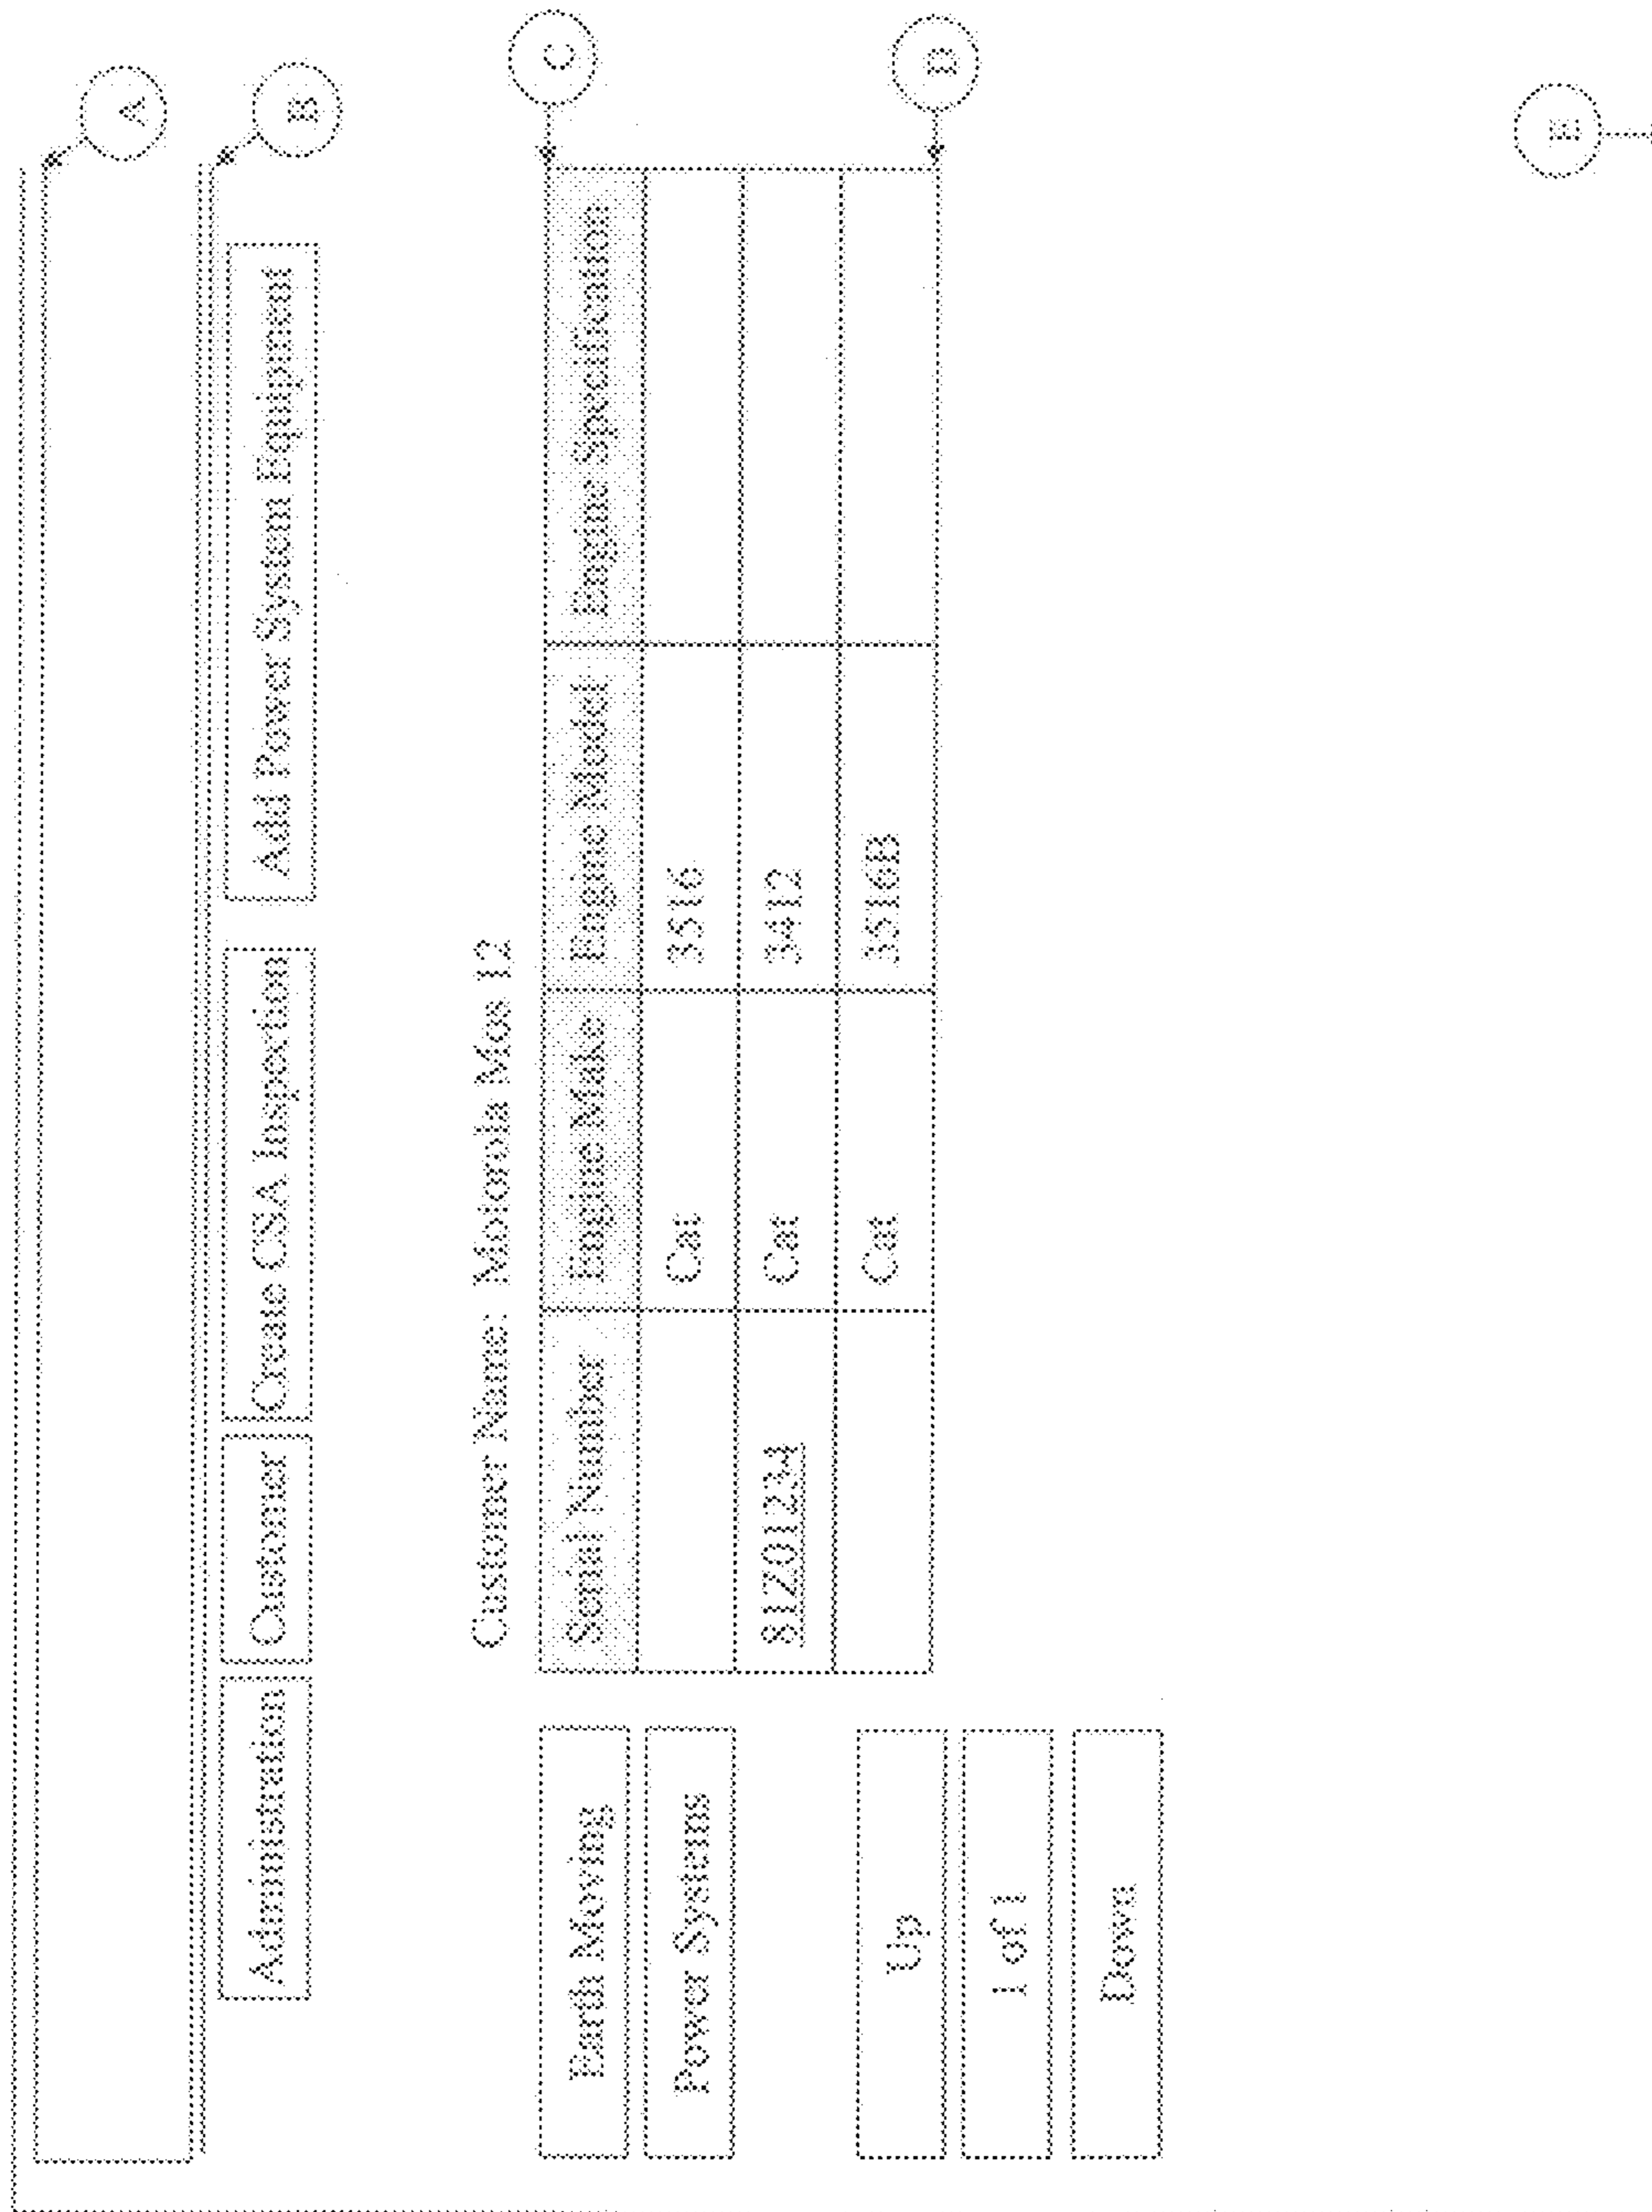 A
Administration Customer Create CSA Inspection Add Power System Equipment B
Customer Name: Motorola Mos 12
Earth Moving Serial Number Engine Make Engine Model Engine Specification C
Power Systems Cat 3516
81Z01234 Cat 3412
Up Cat 3516B D
1 of 1
Down
E